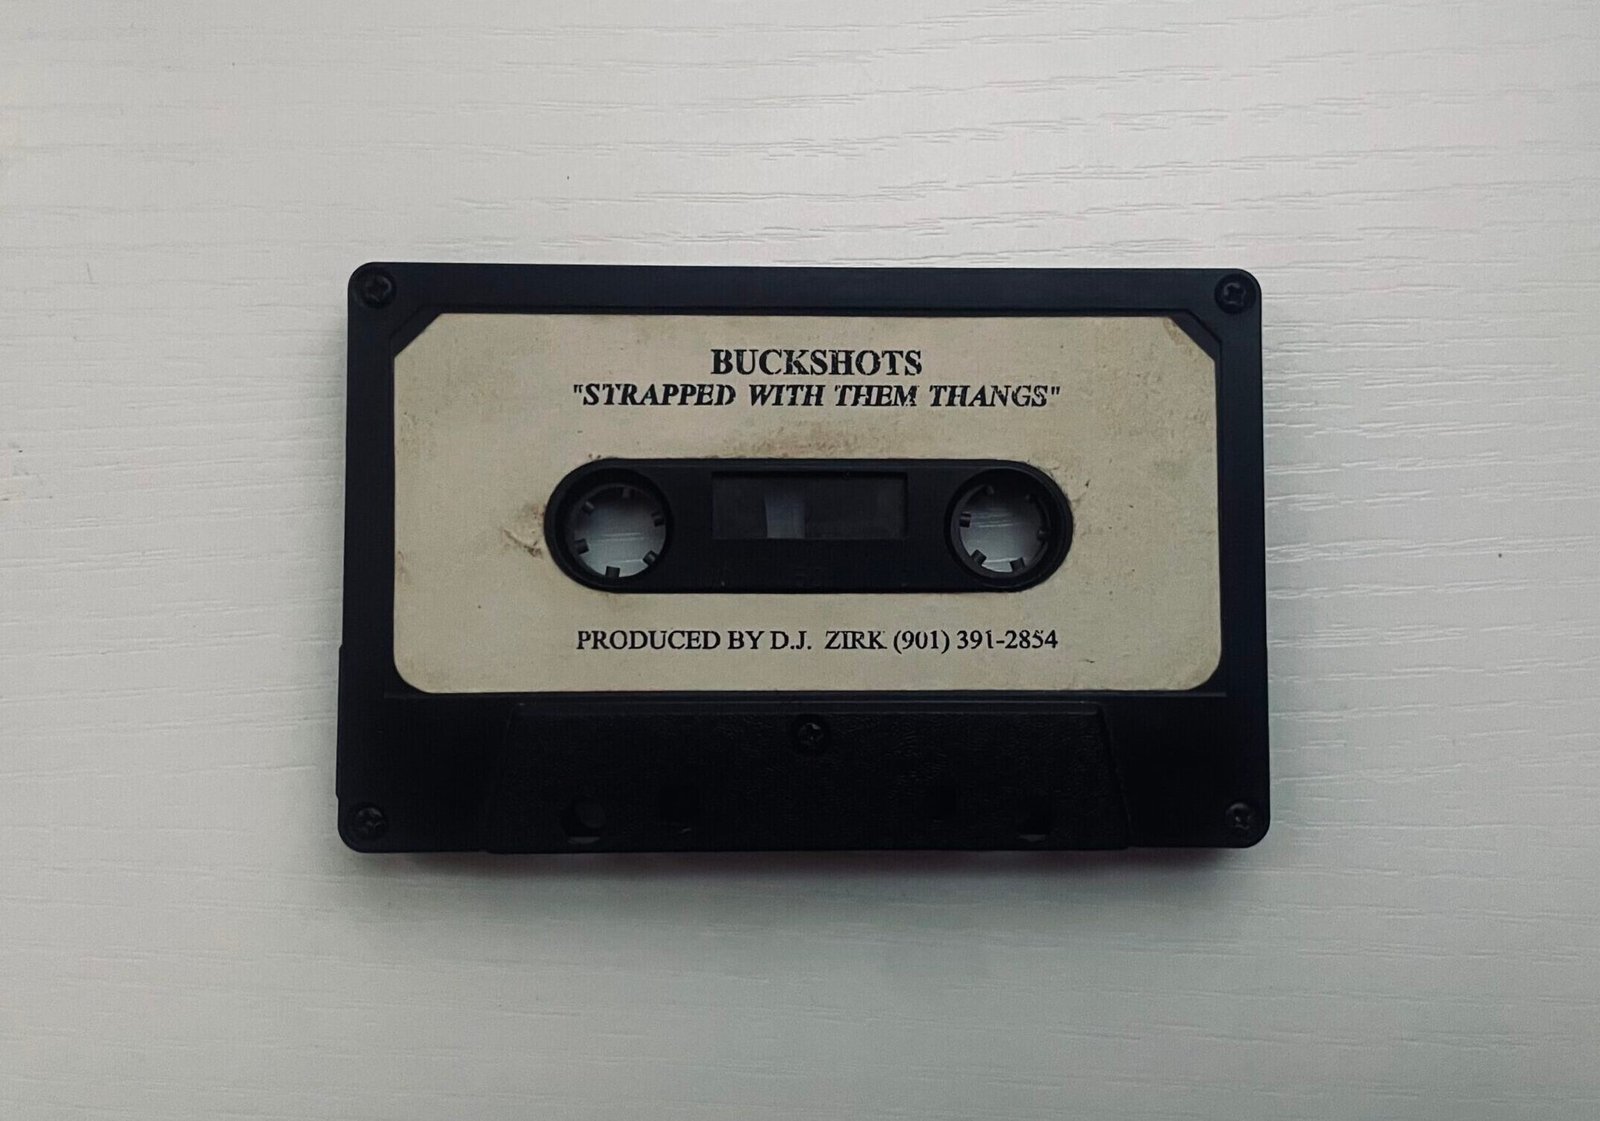 BUCKSHOTS
"STRAPPED WITH THEM THANGS"
PRODUCED BY D.J. ZIRK (901) 391-2854